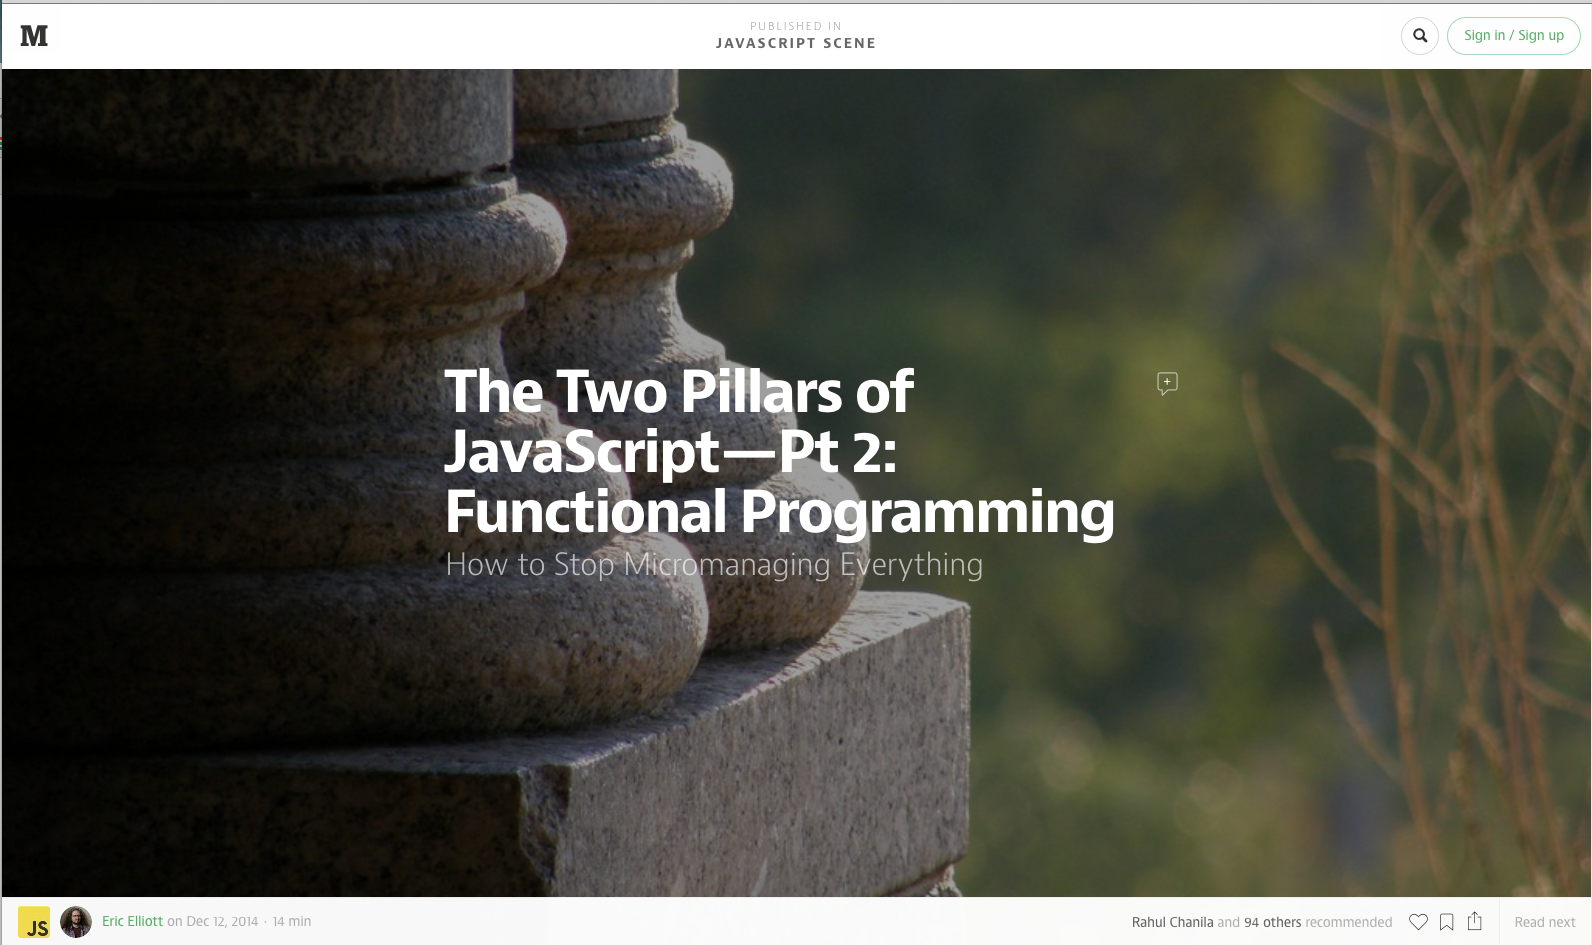 M
PUBLISHED IN
JAVASCRIPT SCENE
Sign in / Sign up
The Two Pillars of
JavaScript—Pt 2:
Functional Programming
How to Stop Micromanaging Everything
JS
Eric Elliott on Dec 12, 2014 · 14 min
Rahul Chanila and 94 others recommended
Read next